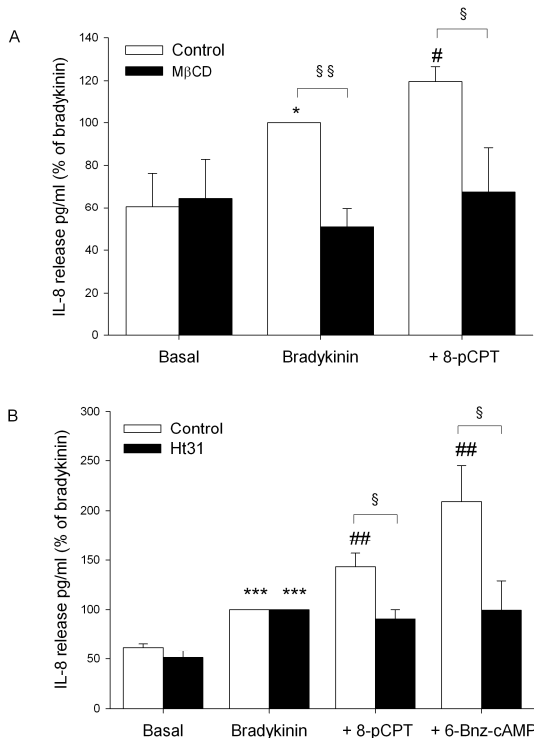 A
Control
MβCD
IL-8 release pg/ml (% of bradykinin)
140
120
100
80
60
40
20
0
§ §
§
*
#
Basal
Bradykinin
+ 8-pCPT
B
Control
Ht31
IL-8 release pg/ml (% of bradykinin)
300
250
200
150
100
50
0
§
##
§
##
***
***
Basal
Bradykinin
+ 8-pCPT
+ 6-Bnz-cAMP